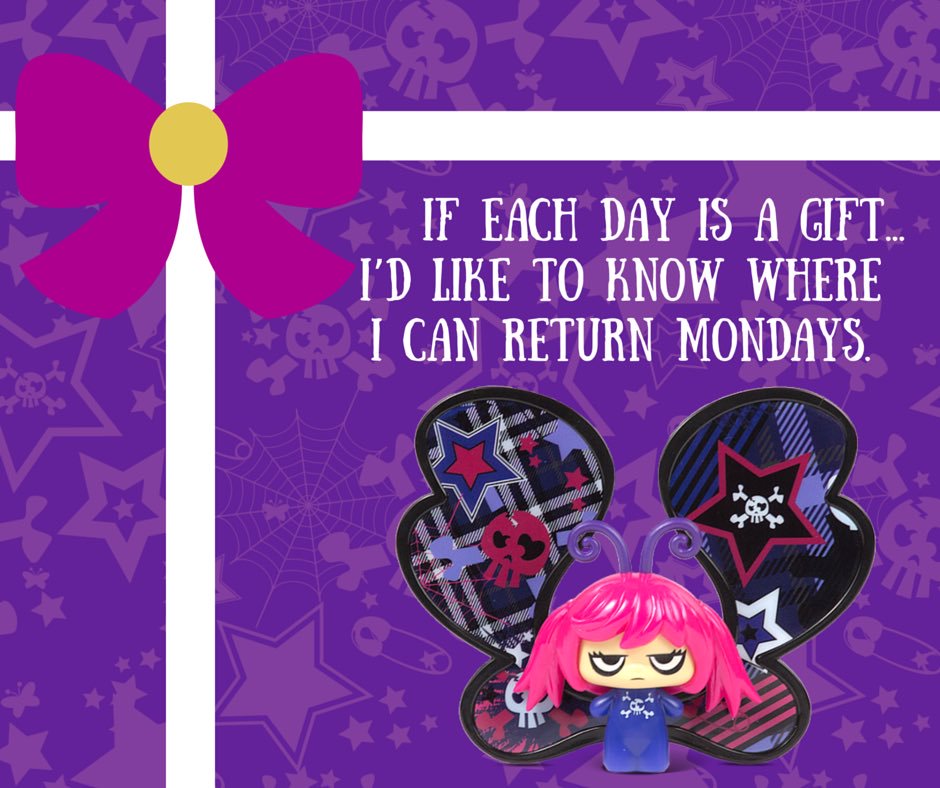 IF EACH DAY IS A GIFT...
I'D LIKE TO KNOW WHERE
I CAN RETURN MONDAYS.